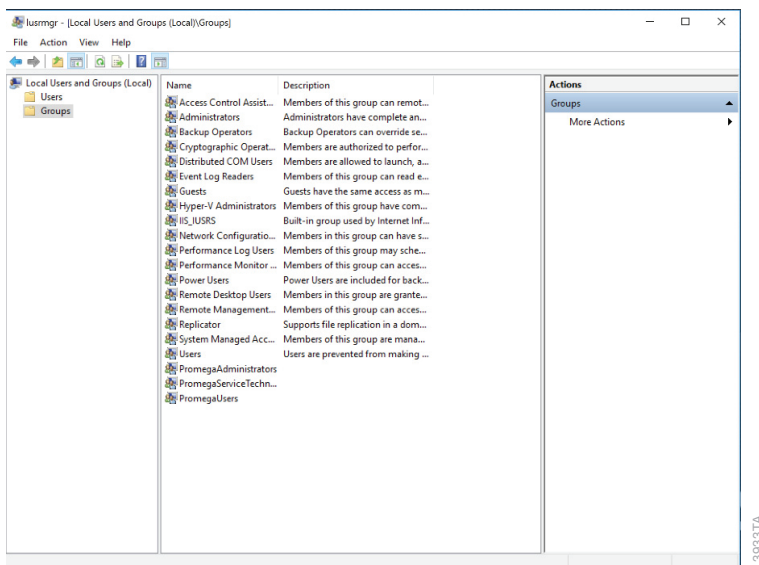 lusrmgr - [Local Users and Groups (Local)\Groups]
File Action View Help
Local Users and Groups (Local)
Users
Groups
Name Description
Access Control Assist... Members of this group can remot...
Administrators Administrators have complete an...
Backup Operators Backup Operators can override se...
Cryptographic Operat... Members are authorized to perfor...
Distributed COM Users Members are allowed to launch, a...
Event Log Readers Members of this group can read e...
Guests Guests have the same access as m...
Hyper-V Administrators Members of this group have com...
IIS_IUSRS Built-in group used by Internet Inf...
Network Configuratio... Members in this group can have s...
Performance Log Users Members of this group may sche...
Performance Monitor ... Members of this group can acces...
Power Users Power Users are included for back...
Remote Desktop Users Members in this group are grante...
Remote Management... Members of this group can acces...
Replicator Supports file replication in a dom...
System Managed Acc... Members of this group are mana...
Users Users are prevented from making ...
PromegaAdministrators
PromegaServiceTechn...
PromegaUsers
Actions
Groups
More Actions
3933TA